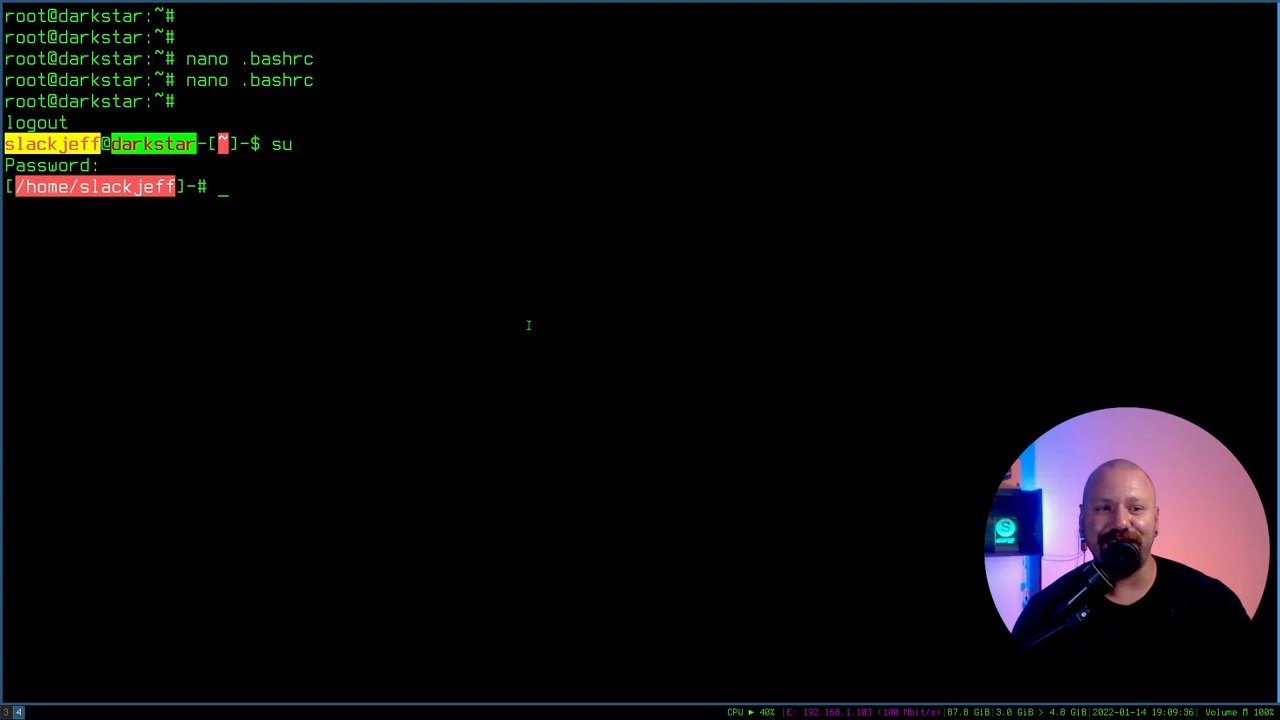 root@darkstar:~#
root@darkstar:~#
root@darkstar:~# nano .bashrc
root@darkstar:~# nano .bashrc
root@darkstar:~#
logout
slackjeff@darkstar-[~]-$ su
Password:
[/home/slackjeff]-# _
S
3 4 CPU ▶ 40% |E: 192.168.1.103 (100 Mbit/s)|87.8 GiB|3.0 GiB > 4.8 GiB|2022-01-14 19:09:36| Volume 100%